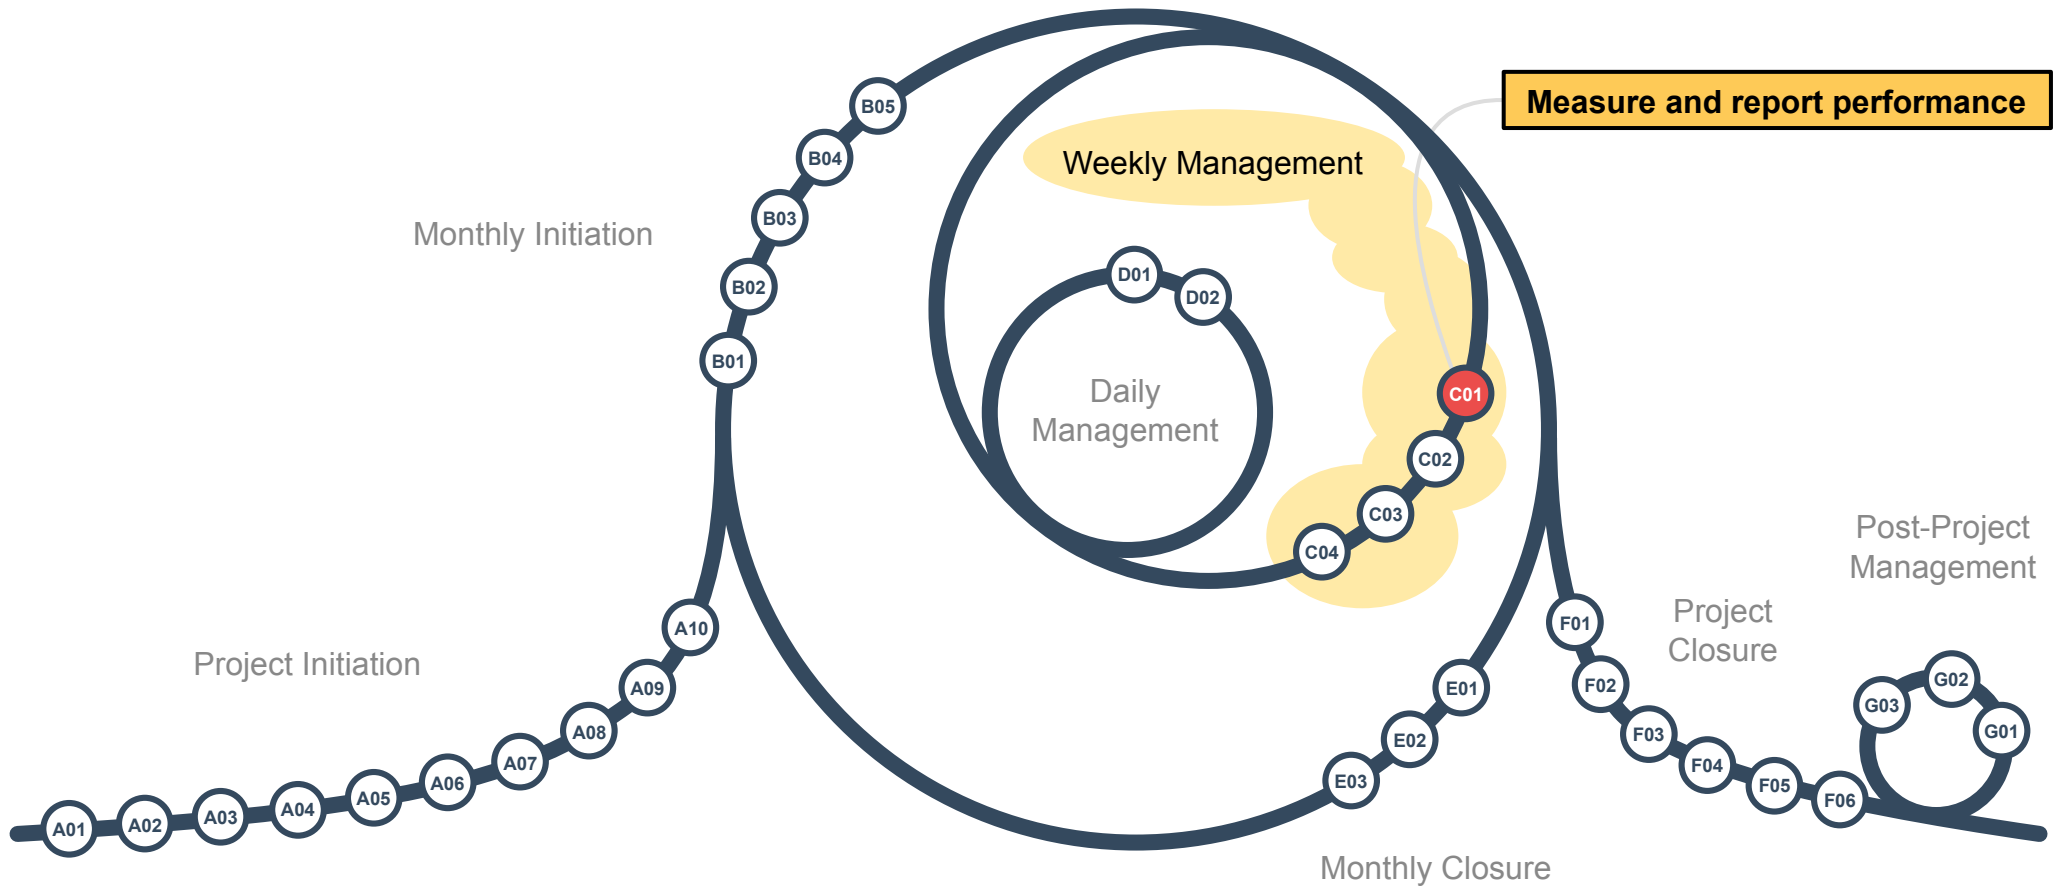 Measure and report performance
Weekly Management
Monthly Initiation
Daily
Management
Project Initiation
Post-Project
Management
Project
Closure
Monthly Closure
A01
A02
A03
A04
A05
A06
A07
A08
A09
A10
B01
B02
B03
B04
B05
C01
C02
C03
C04
D01
D02
E01
E02
E03
F01
F02
F03
F04
F05
F06
G01
G02
G03